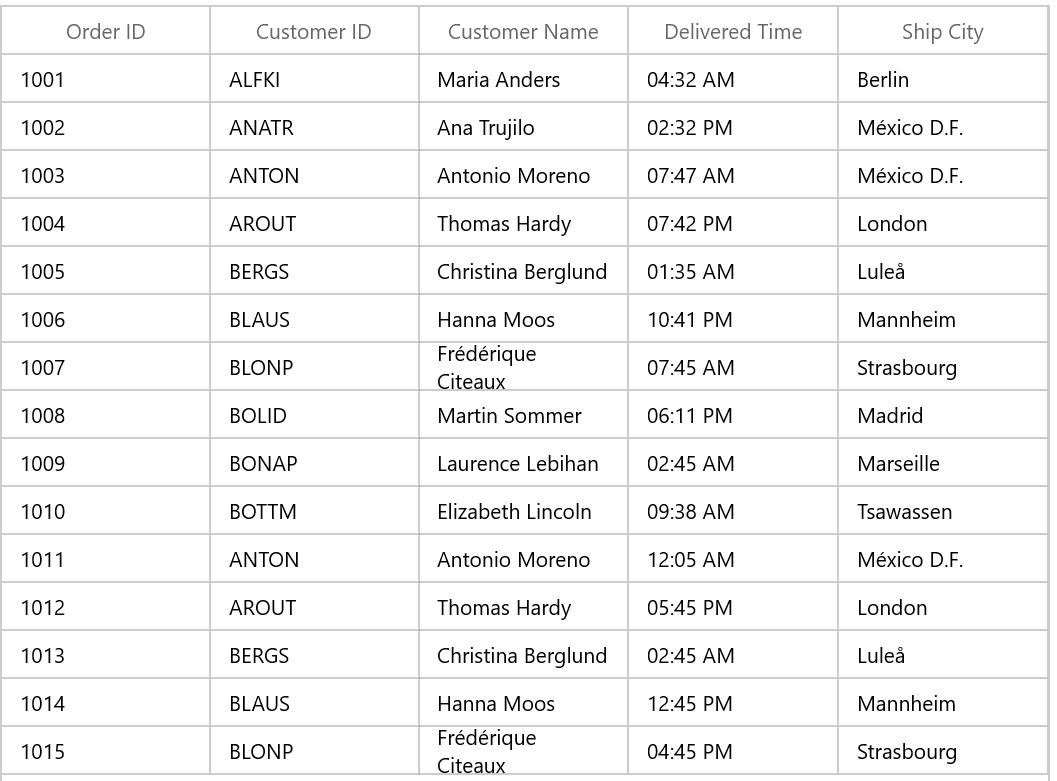 Order ID Customer ID Customer Name Delivered Time Ship City
1001 ALFKI Maria Anders 04:32 AM Berlin
1002 ANATR Ana Trujilo 02:32 PM México D.F.
1003 ANTON Antonio Moreno 07:47 AM México D.F.
1004 AROUT Thomas Hardy 07:42 PM London
1005 BERGS Christina Berglund 01:35 AM Luleå
1006 BLAUS Hanna Moos 10:41 PM Mannheim
1007 BLONP Frédérique Citeaux 07:45 AM Strasbourg
1008 BOLID Martin Sommer 06:11 PM Madrid
1009 BONAP Laurence Lebihan 02:45 AM Marseille
1010 BOTTM Elizabeth Lincoln 09:38 AM Tsawassen
1011 ANTON Antonio Moreno 12:05 AM México D.F.
1012 AROUT Thomas Hardy 05:45 PM London
1013 BERGS Christina Berglund 02:45 AM Luleå
1014 BLAUS Hanna Moos 12:45 PM Mannheim
1015 BLONP Frédérique Citeaux 04:45 PM Strasbourg